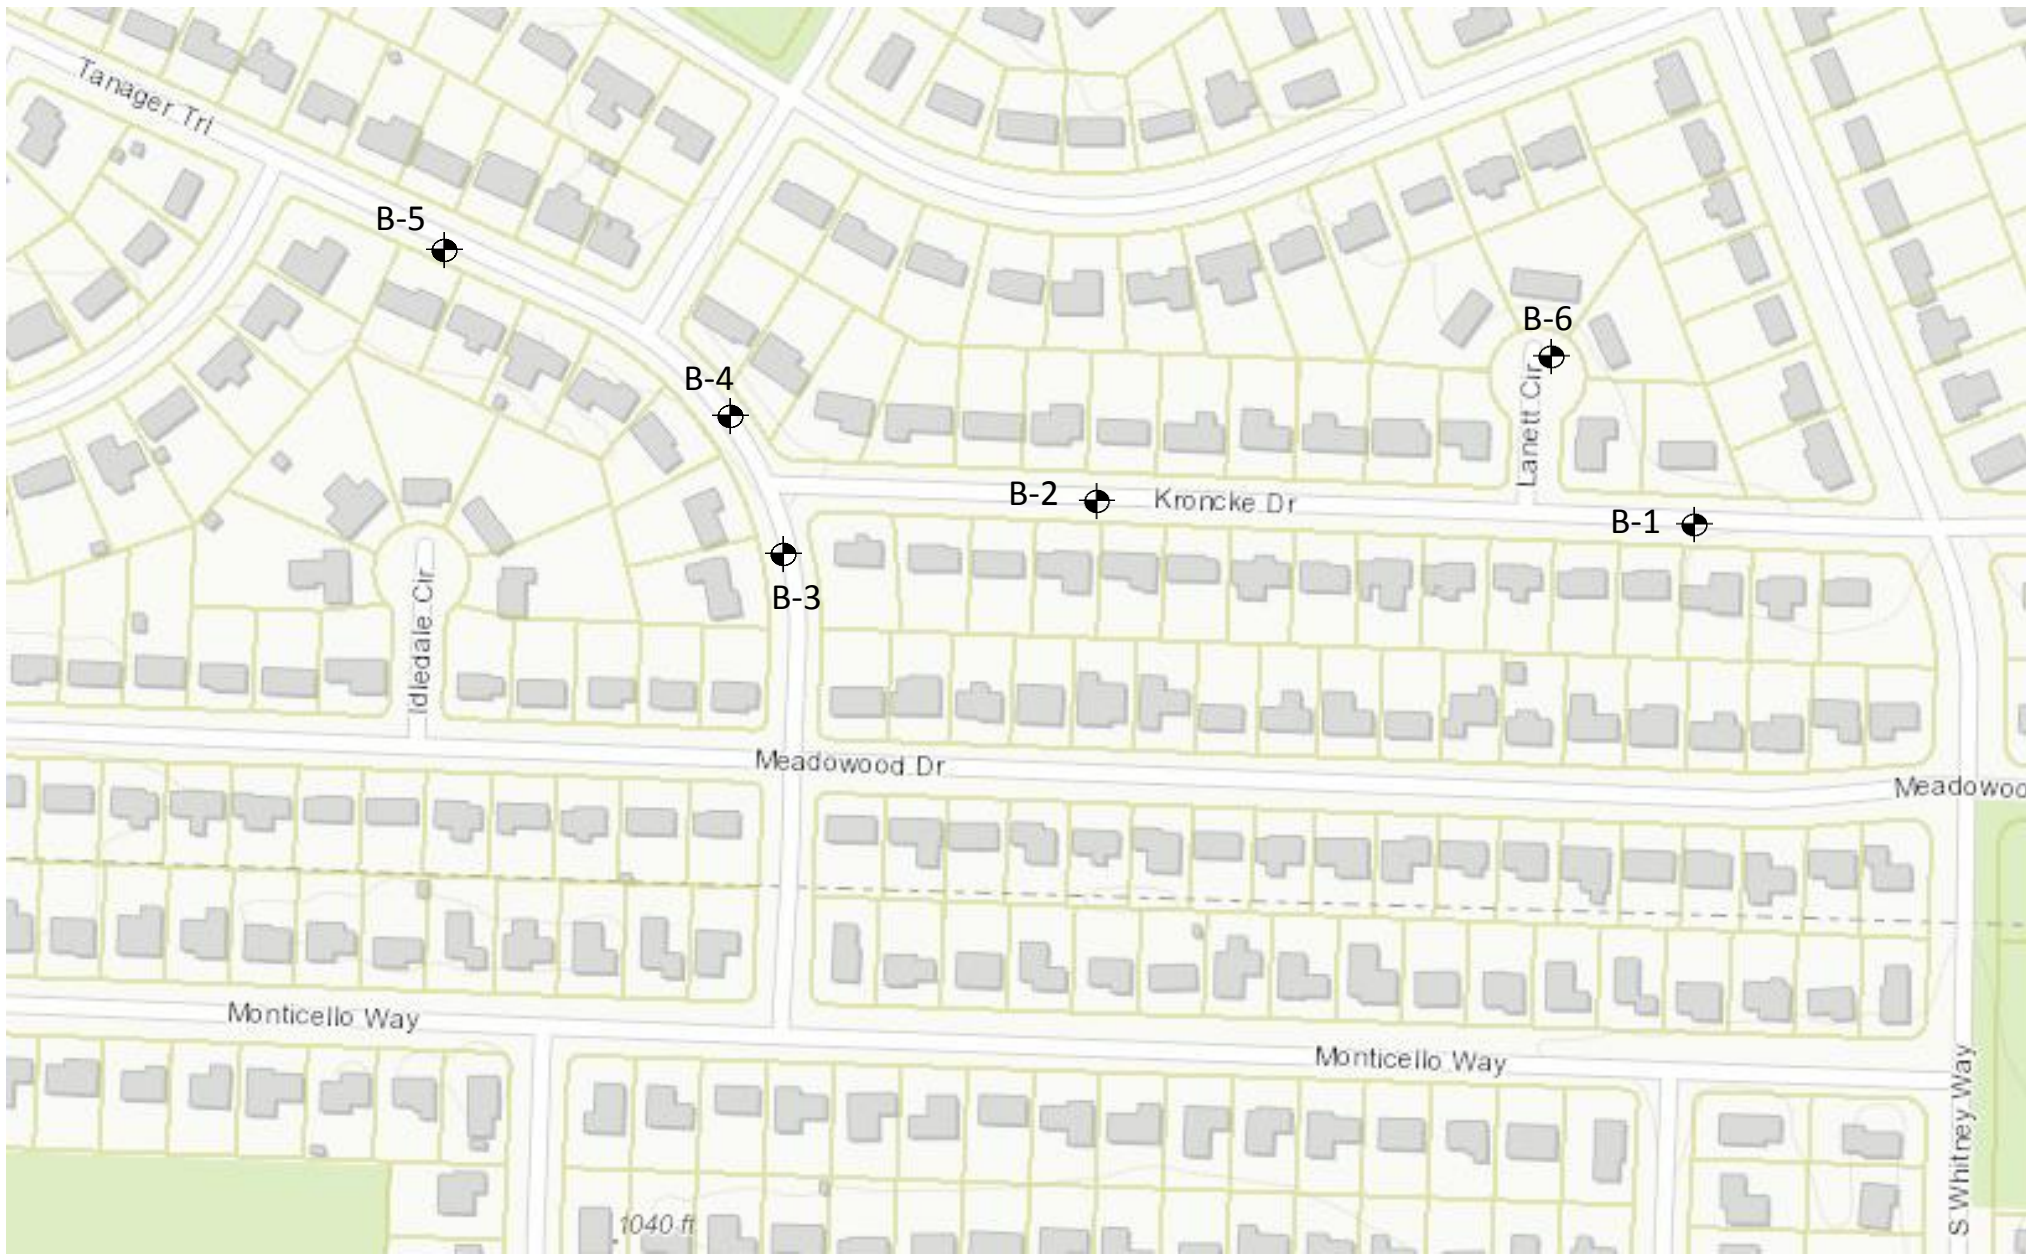 Tanager Trl
B-5
B-6
B-4
Lanett Cir
B-2
Kroncke Dr
B-1
B-3
Idledale Cir
Meadowood Dr
Meadowoo
Monticello Way
Monticello Way
S Whitney Way
1040 ft